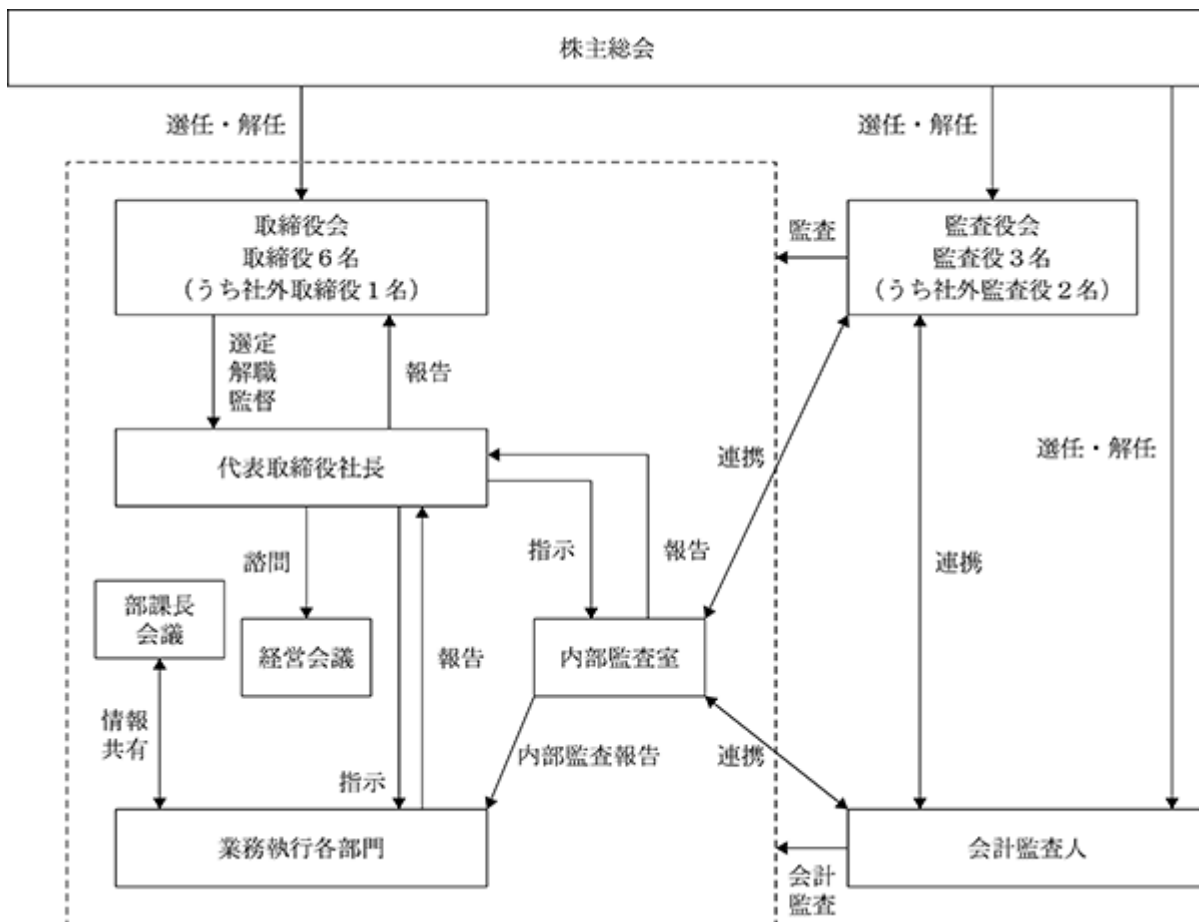 株主総会
選任・解任
選任・解任
取締役会
取締役6名
(うち社外取締役1名)
監査
監査役会
監査役3名
(うち社外監査役2名)
選定
解職
監督
報告
代表取締役社長
連携
選任・解任
諮問
指示
報告
連携
部課長
会議
経営会議
報告
内部監査室
情報
共有
指示
内部監査報告
連携
業務執行各部門
会計監査人
会計
監査